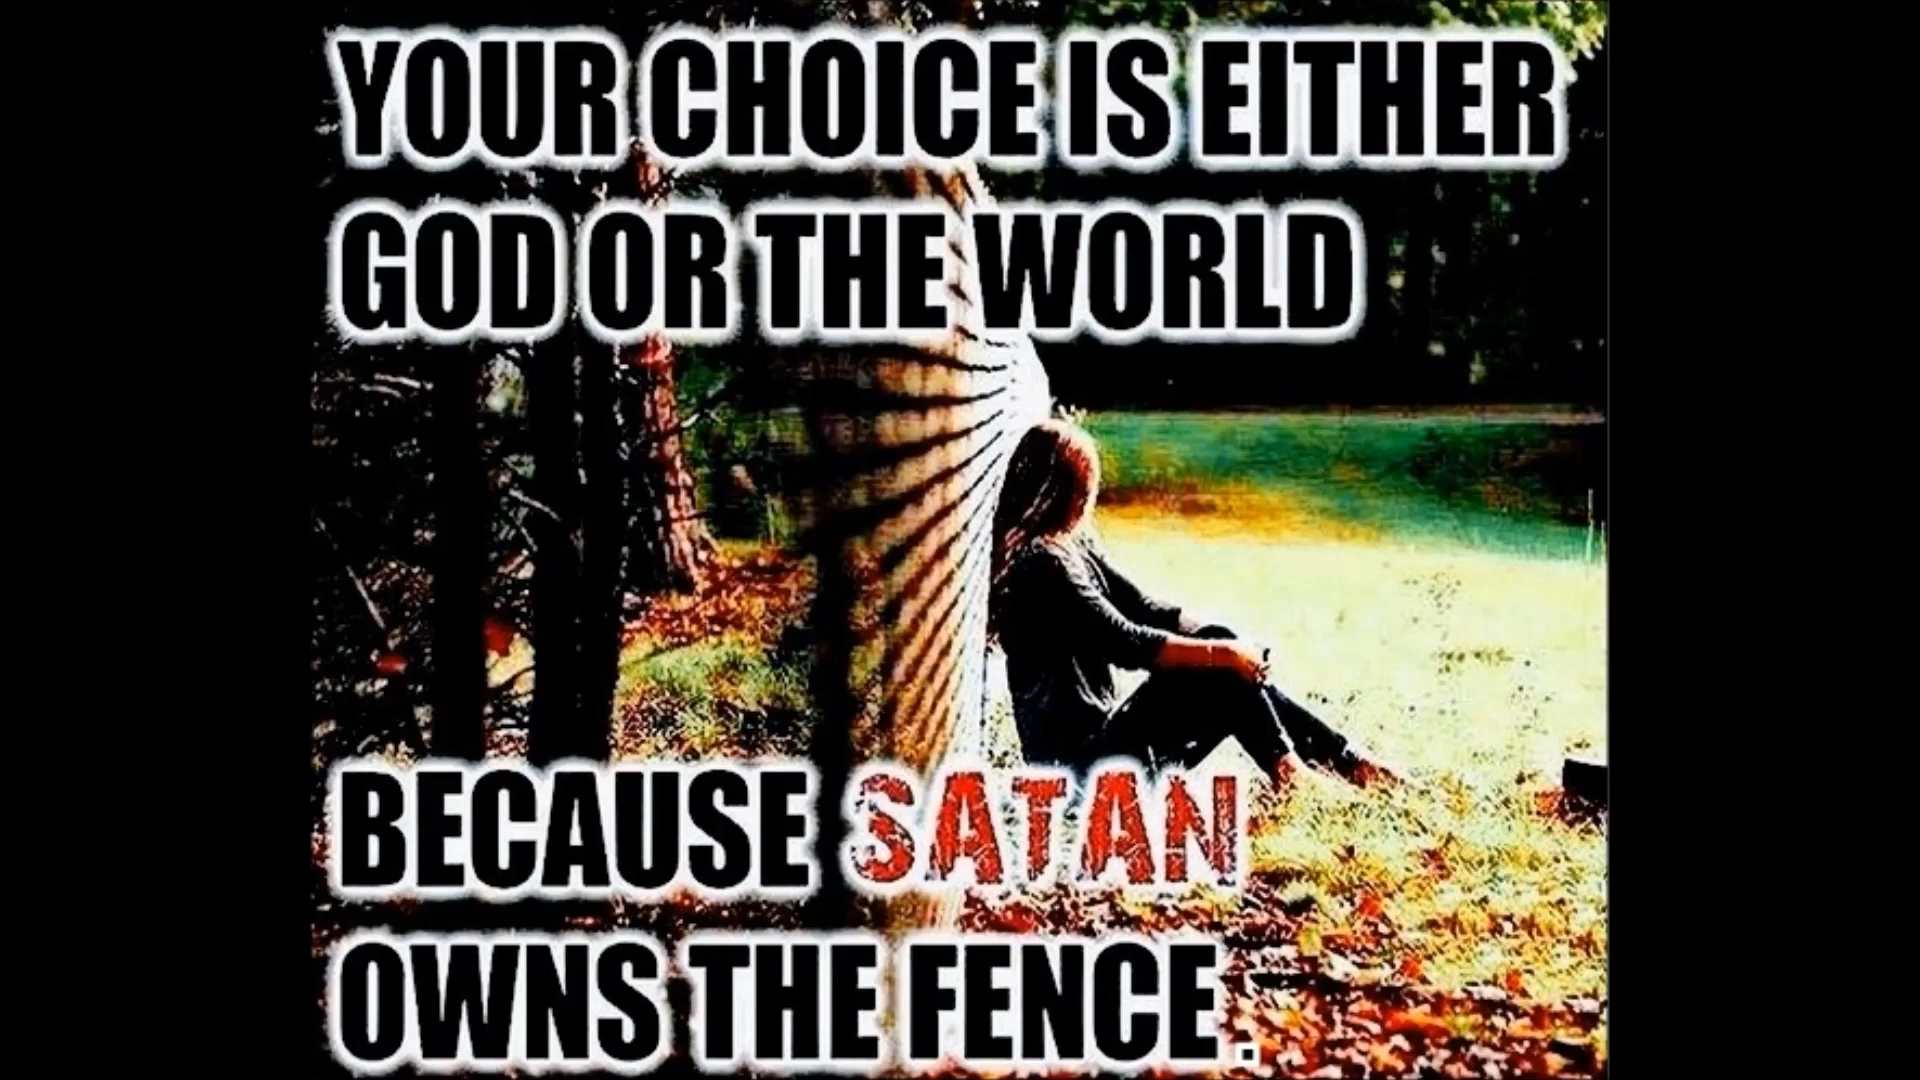 YOUR CHOICE IS EITHER
GOD OR THE WORLD
BECAUSE SATAN
OWNS THE FENCE.